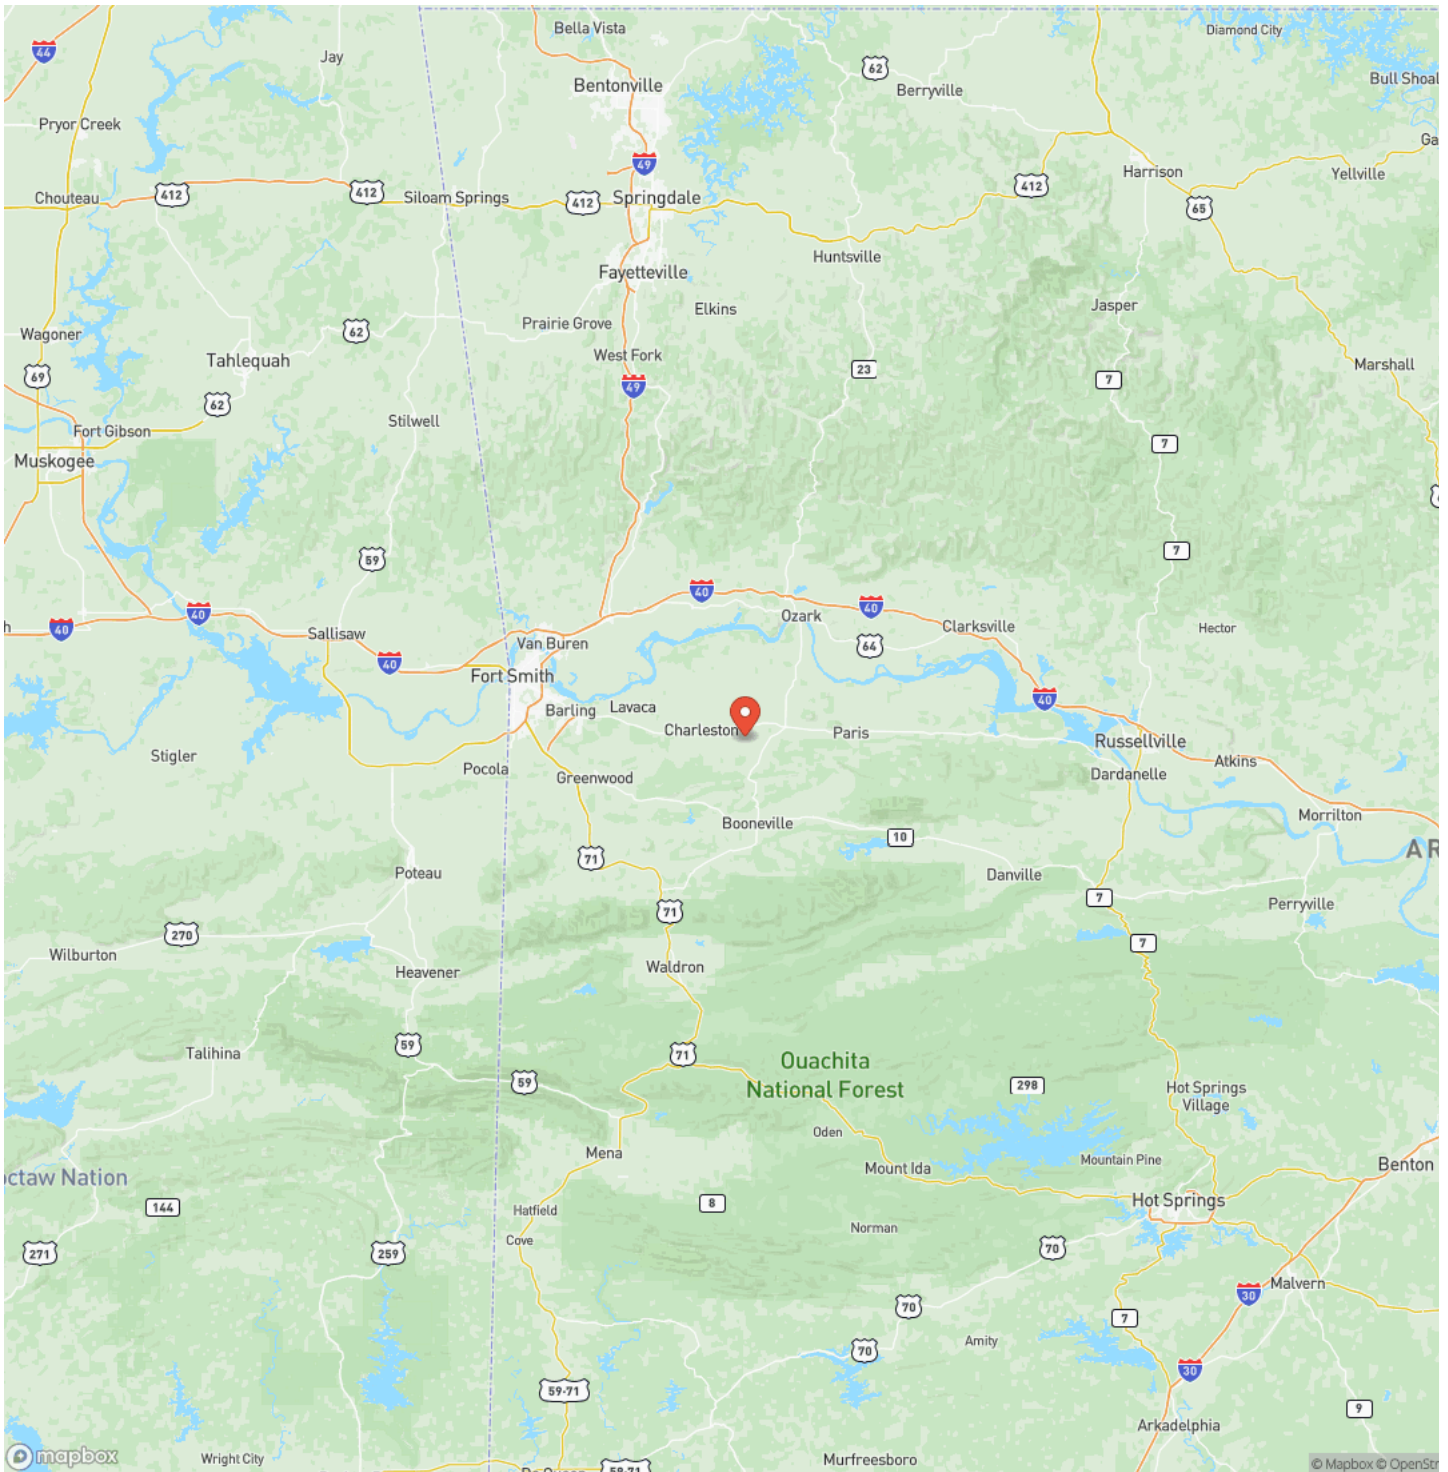 Diamond City
Bella Vista
44
Jay
62
Bull Shoal
Bentonville
Berryville
Pryor Creek
49
Harrison
Yellville
412
412
412
Chouteau
Siloam Springs
412
Springdale
65
Huntsville
Fayetteville
Elkins
Jasper
Prairie Grove
62
Wagoner
West Fork
Tahlequah
23
Marshall
69
49
7
62
Stilwell
Fort Gibson
7
Muskogee
7
59
40
40
40
40
Ozark
Clarksville
Hector
Sallisaw
Van Buren
64
40
Fort Smith
40
Barling
Lavaca
Charleston
Paris
Russellville
Stigler
Pocola
Greenwood
Dardanelle
Atkins
Booneville
Morrilton
10
AR
71
Poteau
Danville
7
Perryville
71
270
7
Wilburton
Heavener
Waldron
59
Talihina
71
Ouachita
National Forest
59
298
Hot Springs
Village
Oden
Mena
Mountain Pine
Mount Ida
Benton
octaw Nation
Hot Springs
144
8
Hatfield
Norman
Cove
271
259
70
Malvern
30
70
7
Amity
70
30
59-71
9
Arkadelphia
mapbox
Wright City
Murfreesboro
© Mapbox © OpenStr